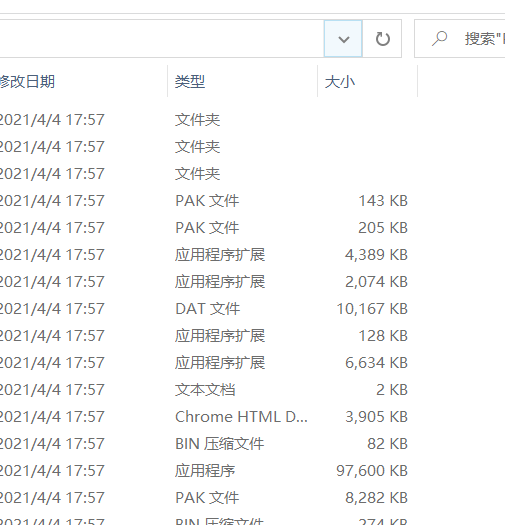 搜索"
修改日期 类型 大小
2021/4/4 17:57 文件夹
2021/4/4 17:57 文件夹
2021/4/4 17:57 文件夹
2021/4/4 17:57 PAK 文件 143 KB
2021/4/4 17:57 PAK 文件 205 KB
2021/4/4 17:57 应用程序扩展 4,389 KB
2021/4/4 17:57 应用程序扩展 2,074 KB
2021/4/4 17:57 DAT 文件 10,167 KB
2021/4/4 17:57 应用程序扩展 128 KB
2021/4/4 17:57 应用程序扩展 6,634 KB
2021/4/4 17:57 文本文档 2 KB
2021/4/4 17:57 Chrome HTML D... 3,905 KB
2021/4/4 17:57 BIN 压缩文件 82 KB
2021/4/4 17:57 应用程序 97,600 KB
2021/4/4 17:57 PAK 文件 8,282 KB
2021/4/4 17:57 BIN 压缩文件 274 KB